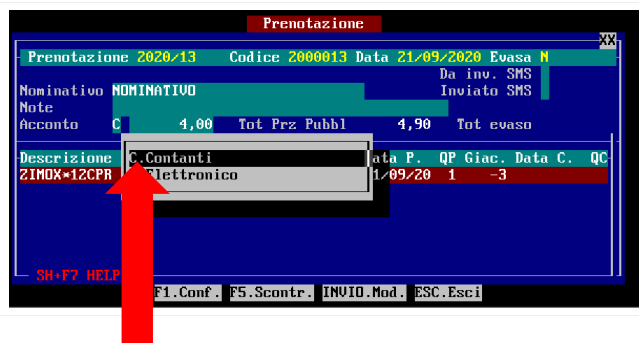 Prenotazione
XX
Prenotazione 2020/13 Codice 2000013 Data 21/09/2020 Evasa N
Da inv. SMS
Nominativo NOMINATIVO Inviato SMS
Note
Acconto C 4,00 Tot Prz Pubbl 4,90 Tot evaso
Descrizione C.Contanti ata P. QP Giac. Data C. QC
ZIMOX*12CPR Elettronico 1/09/20 1 -3
SH+F7 HELP
F1.Conf. F5.Scontr. INVIO.Mod. ESC.Esci